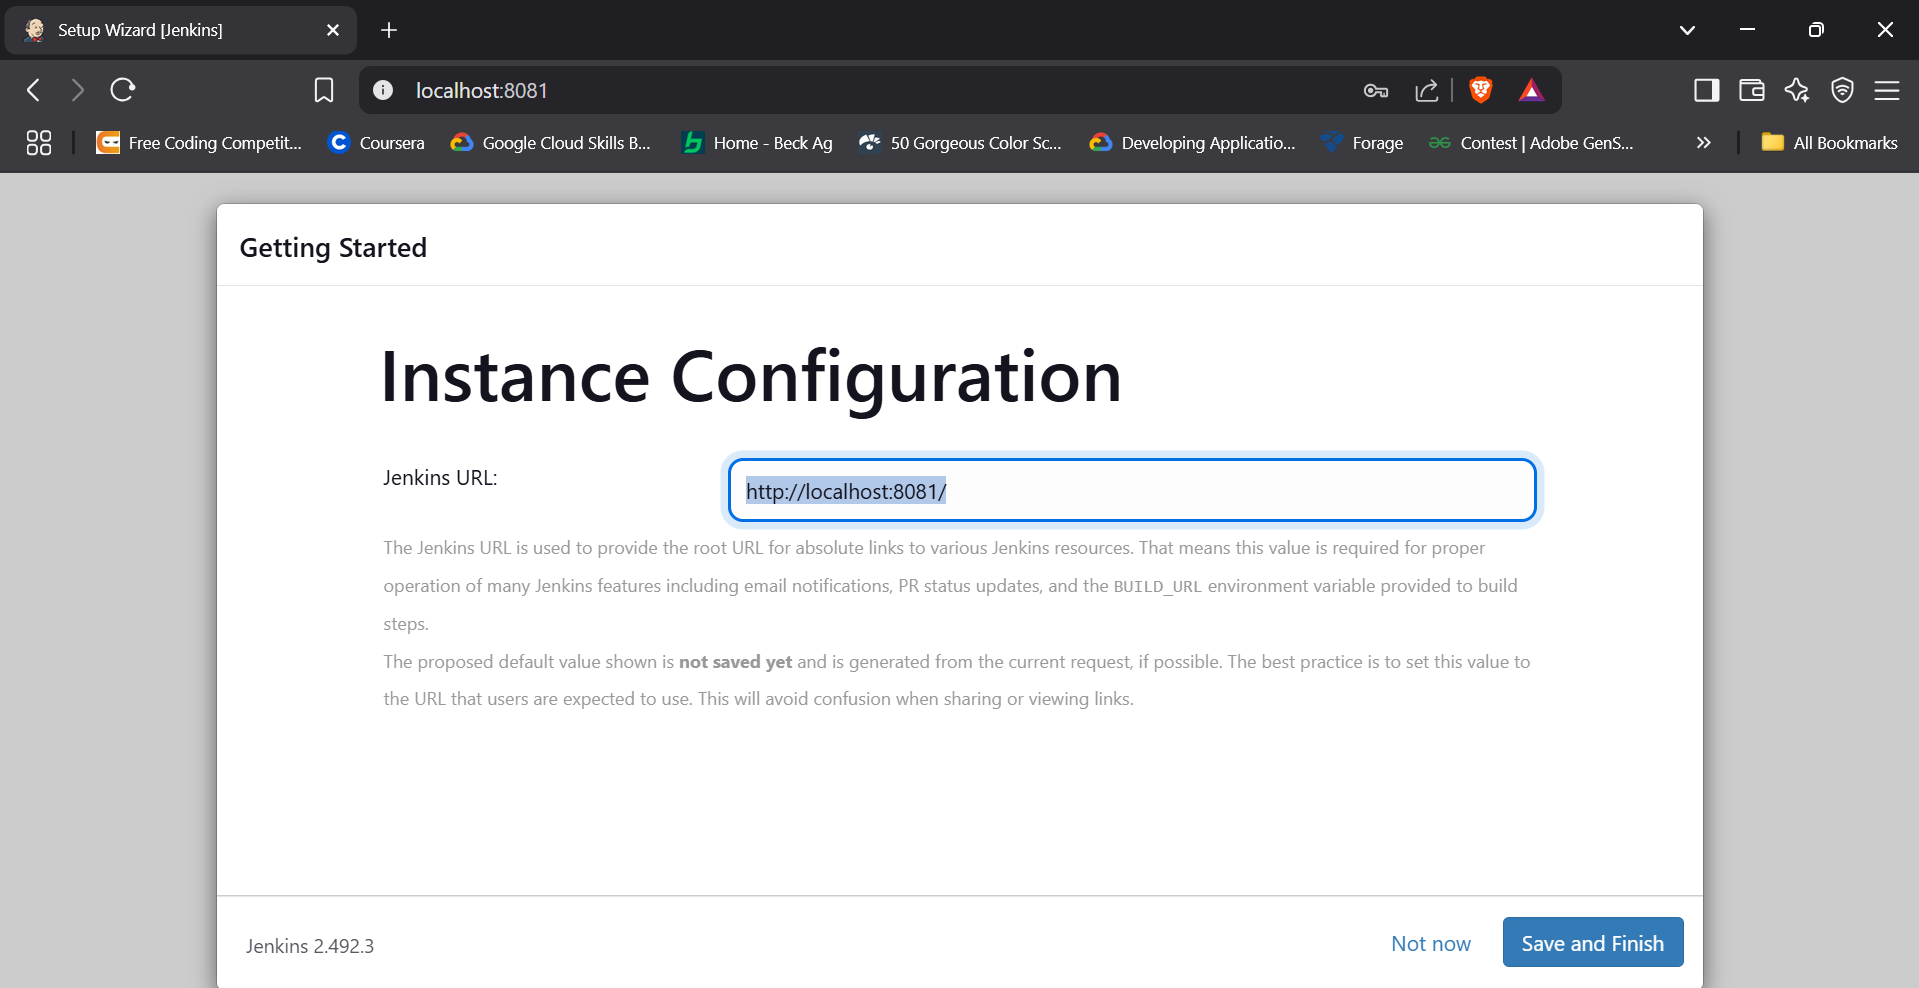 Setup Wizard [Jenkins]
localhost:8081
Free Coding Competit...
Coursera
Google Cloud Skills B...
Home - Beck Ag
50 Gorgeous Color Sc...
Developing Applicatio...
Forage
Contest | Adobe GenS...
All Bookmarks
Getting Started
Instance Configuration
Jenkins URL:
http://localhost:8081/
The Jenkins URL is used to provide the root URL for absolute links to various Jenkins resources. That means this value is required for proper
operation of many Jenkins features including email notifications, PR status updates, and the BUILD_URL environment variable provided to build
steps.
The proposed default value shown is not saved yet and is generated from the current request, if possible. The best practice is to set this value to
the URL that users are expected to use. This will avoid confusion when sharing or viewing links.
Jenkins 2.492.3
Not now
Save and Finish